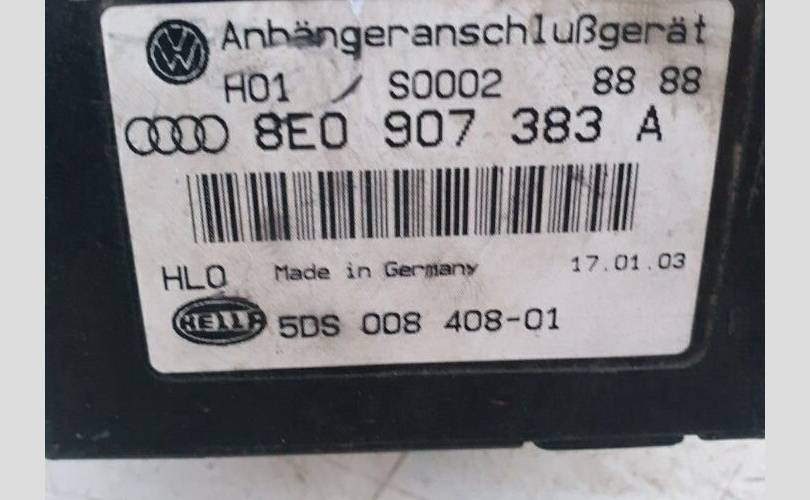 Anhängeranschlußgerät
H01 S0002 88 88
8E0 907 383 A
HLO Made in Germany 17.01.03
HELLA 5DS 008 408-01